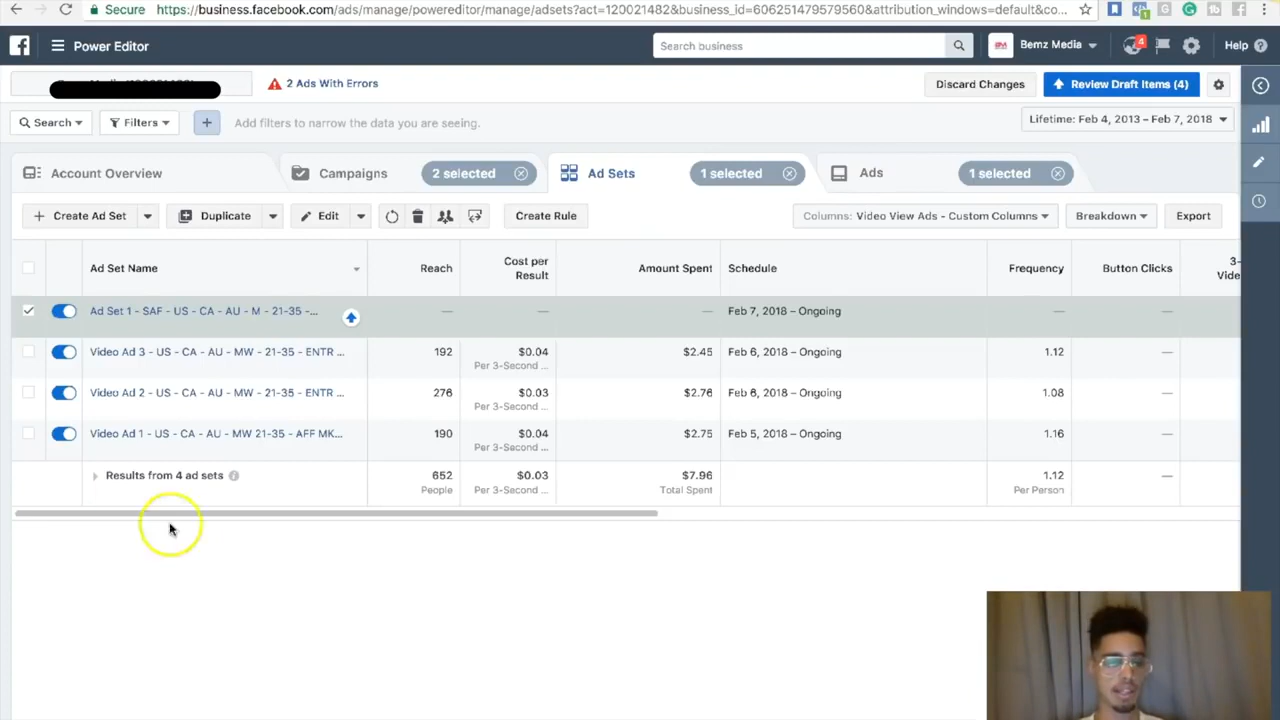 Secure https://business.facebook.com/ads/manage/powereditor/manage/adsets?act=120021482&business_id=606251479579560&attribution_windows=default&co...
Power Editor
Search business
Bemz Media
4
Help
2 Ads With Errors
Discard Changes
Review Draft Items (4)
Search
Filters
Add filters to narrow the data you are seeing.
Lifetime: Feb 4, 2013 – Feb 7, 2018
Account Overview
Campaigns
2 selected
Ad Sets
1 selected
Ads
1 selected
Create Ad Set
Duplicate
Edit
Create Rule
Columns: Video View Ads - Custom Columns
Breakdown
Export
Ad Set Name
Reach
Cost per
Result
Amount Spent
Schedule
Frequency
Button Clicks
3-
Vide
Ad Set 1 - SAF - US - CA - AU - M - 21-35 -...
—
—
—
Feb 7, 2018 – Ongoing
—
—
Video Ad 3 - US - CA - AU - MW - 21-35 - ENTR ...
192
$0.04
Per 3-Second ...
$2.45
Feb 6, 2018 – Ongoing
1.12
—
Video Ad 2 - US - CA - AU - MW - 21-35 - ENTR ...
276
$0.03
Per 3-Second ...
$2.76
Feb 6, 2018 – Ongoing
1.08
—
Video Ad 1 - US - CA - AU - MW 21-35 - AFF MK...
190
$0.04
Per 3-Second ...
$2.75
Feb 5, 2018 – Ongoing
1.16
—
Results from 4 ad sets
652
People
$0.03
Per 3-Second ...
$7.96
Total Spent
1.12
Per Person
—